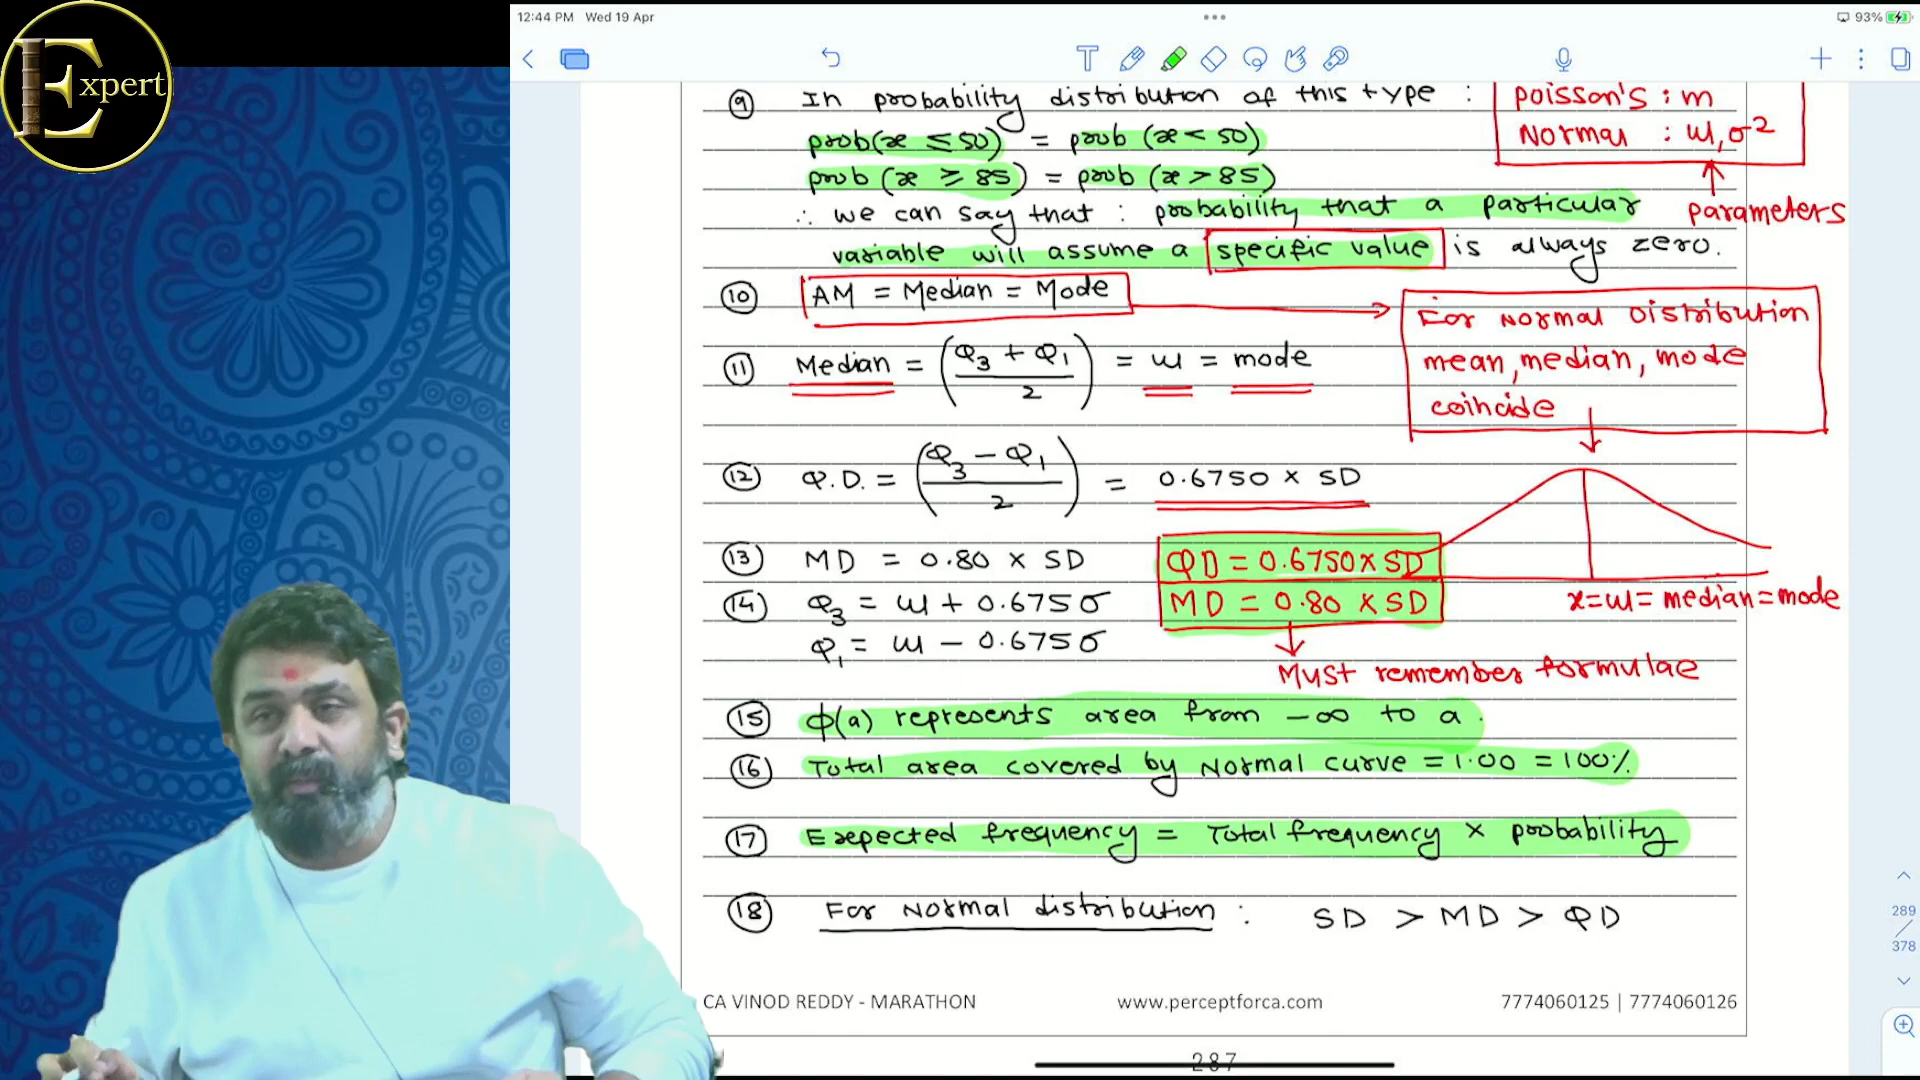 Expert
12:44 PM Wed 19 Apr
93%
⑨ In probability distribution of this type :
prob(x ≤ 50) = prob (x < 50)
prob (x ≥ 85) = prob (x > 85)
∴ we can say that : probability that a particular
variable will assume a specific value is always zero.
Poisson's : m
Normal : μ, σ²
parameters
⑩ AM = Median = Mode
For Normal Distribution
mean, median, mode
coincide
⑪ Median = (Q₃ + Q₁ / 2) = μ = mode
⑫ Q.D. = (Q₃ − Q₁ / 2) = 0.6750 × SD
⑬ MD = 0.80 × SD
QD = 0.6750 × SD
MD = 0.80 × SD
⑭ Q₃ = μ + 0.675σ
Q₁ = μ − 0.675σ
x = μ = median = mode
Must remember formulae
⑮ φ(a) represents area from −∞ to a.
⑯ Total area covered by Normal curve = 1.00 = 100%
⑰ Expected frequency = Total frequency × probability
⑱ For Normal distribution : SD > MD > QD
CA VINOD REDDY - MARATHON www.perceptforca.com 7774060125 | 7774060126
287
289
/
378